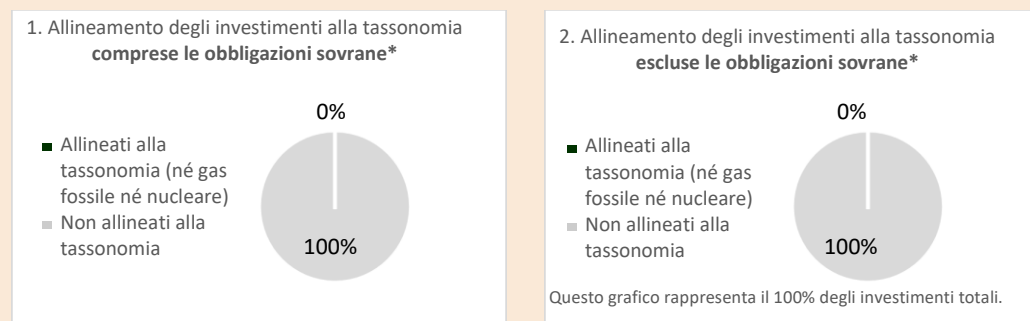 1. Allineamento degli investimenti alla tassonomia
comprese le obbligazioni sovrane*
0%
Allineati alla
tassonomia (né gas
fossile né nucleare)
Non allineati alla
tassonomia
100%
2. Allineamento degli investimenti alla tassonomia
escluse le obbligazioni sovrane*
0%
Allineati alla
tassonomia (né gas
fossile né nucleare)
Non allineati alla
tassonomia
100%
Questo grafico rappresenta il 100% degli investimenti totali.